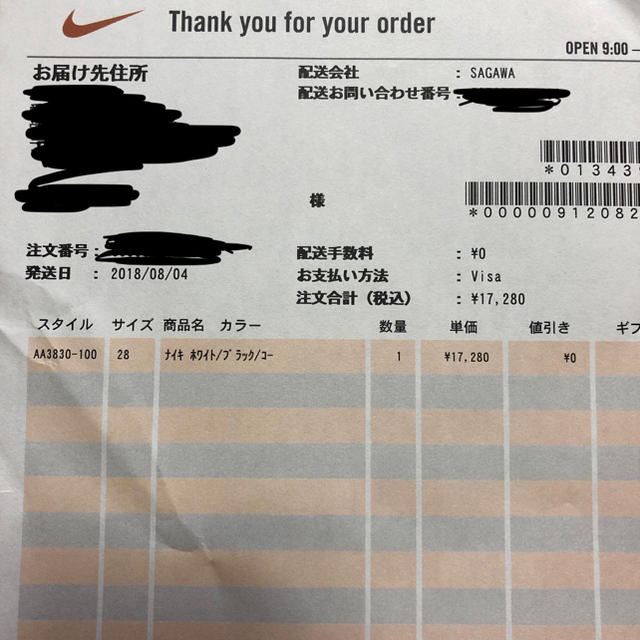 Thank you for your order
OPEN 9:00 –
お届け先住所
配送会社 : SAGAWA
配送お問い合わせ番号 :
*01343
様
*00000912082
注文番号 :
発送日 : 2018/08/04
配送手数料 : ¥0
お支払い方法 : Visa
注文合計（税込） : ¥17,280
スタイル サイズ 商品名 カラー 数量 単価 値引き ギフ
AA3830-100 28 ﾅｲｷ ﾎﾜｲﾄ/ﾌﾞﾗｯｸ/ｺｰ 1 ¥17,280 ¥0